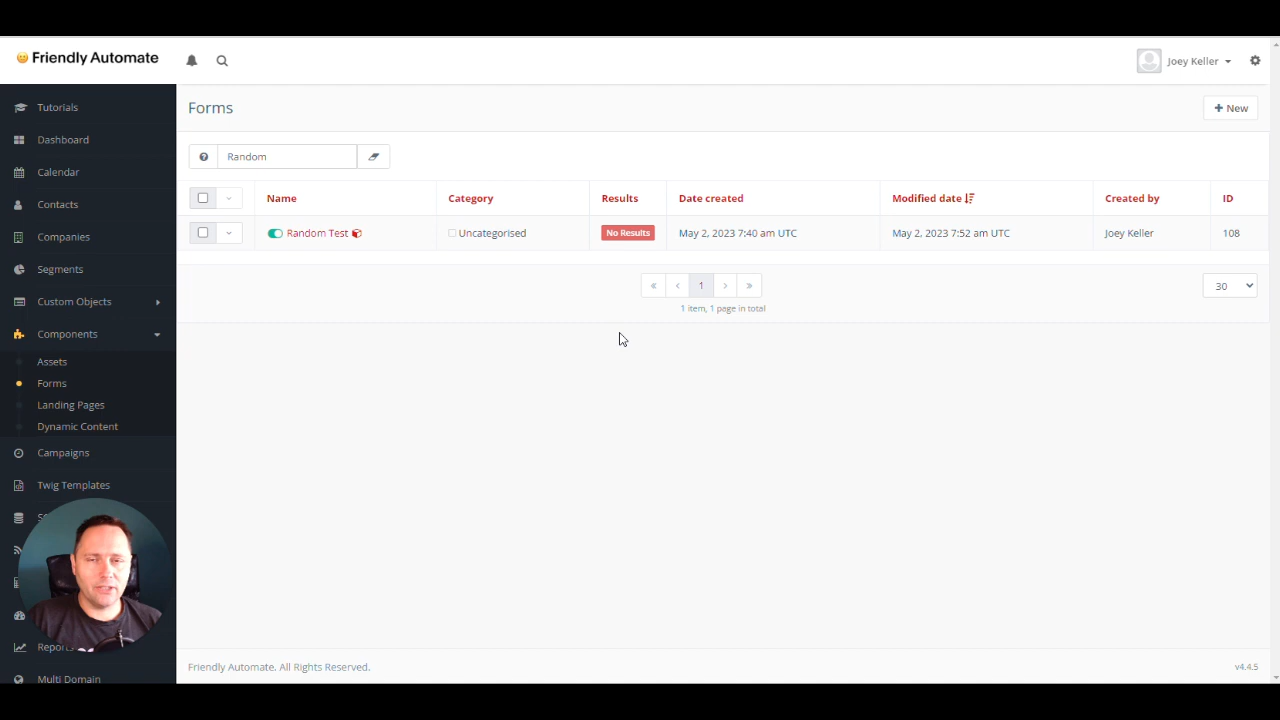 Friendly Automate
Joey Keller
Tutorials
Dashboard
Calendar
Contacts
Companies
Segments
Custom Objects
Components
Assets
Forms
Landing Pages
Dynamic Content
Campaigns
Twig Templates
Reports
Multi Domain
Forms
+ New
Random
Name Category Results Date created Modified date Created by ID
Random Test Uncategorised No Results May 2, 2023 7:40 am UTC May 2, 2023 7:52 am UTC Joey Keller 108
« ‹ 1 › »
30
1 item, 1 page in total
Friendly Automate. All Rights Reserved.
v4.4.5